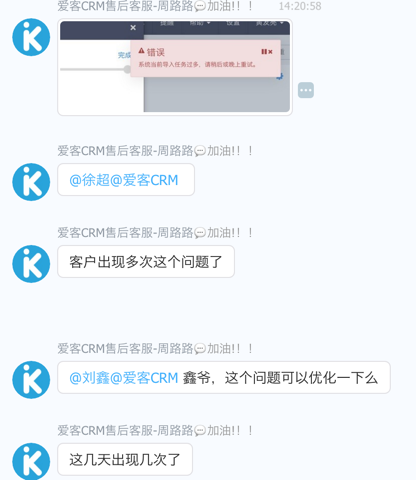 爱客CRM售后客服-周路路💬加油!！！
14:20:58
设置
完成
错误
系统当前导入任务过多，请稍后或晚上重试。
爱客CRM售后客服-周路路💬加油!！！
@徐超@爱客CRM
爱客CRM售后客服-周路路💬加油!！！
客户出现多次这个问题了
爱客CRM售后客服-周路路💬加油!！！
@刘鑫@爱客CRM 鑫爷，这个问题可以优化一下么
爱客CRM售后客服-周路路💬加油!！！
这几天出现几次了